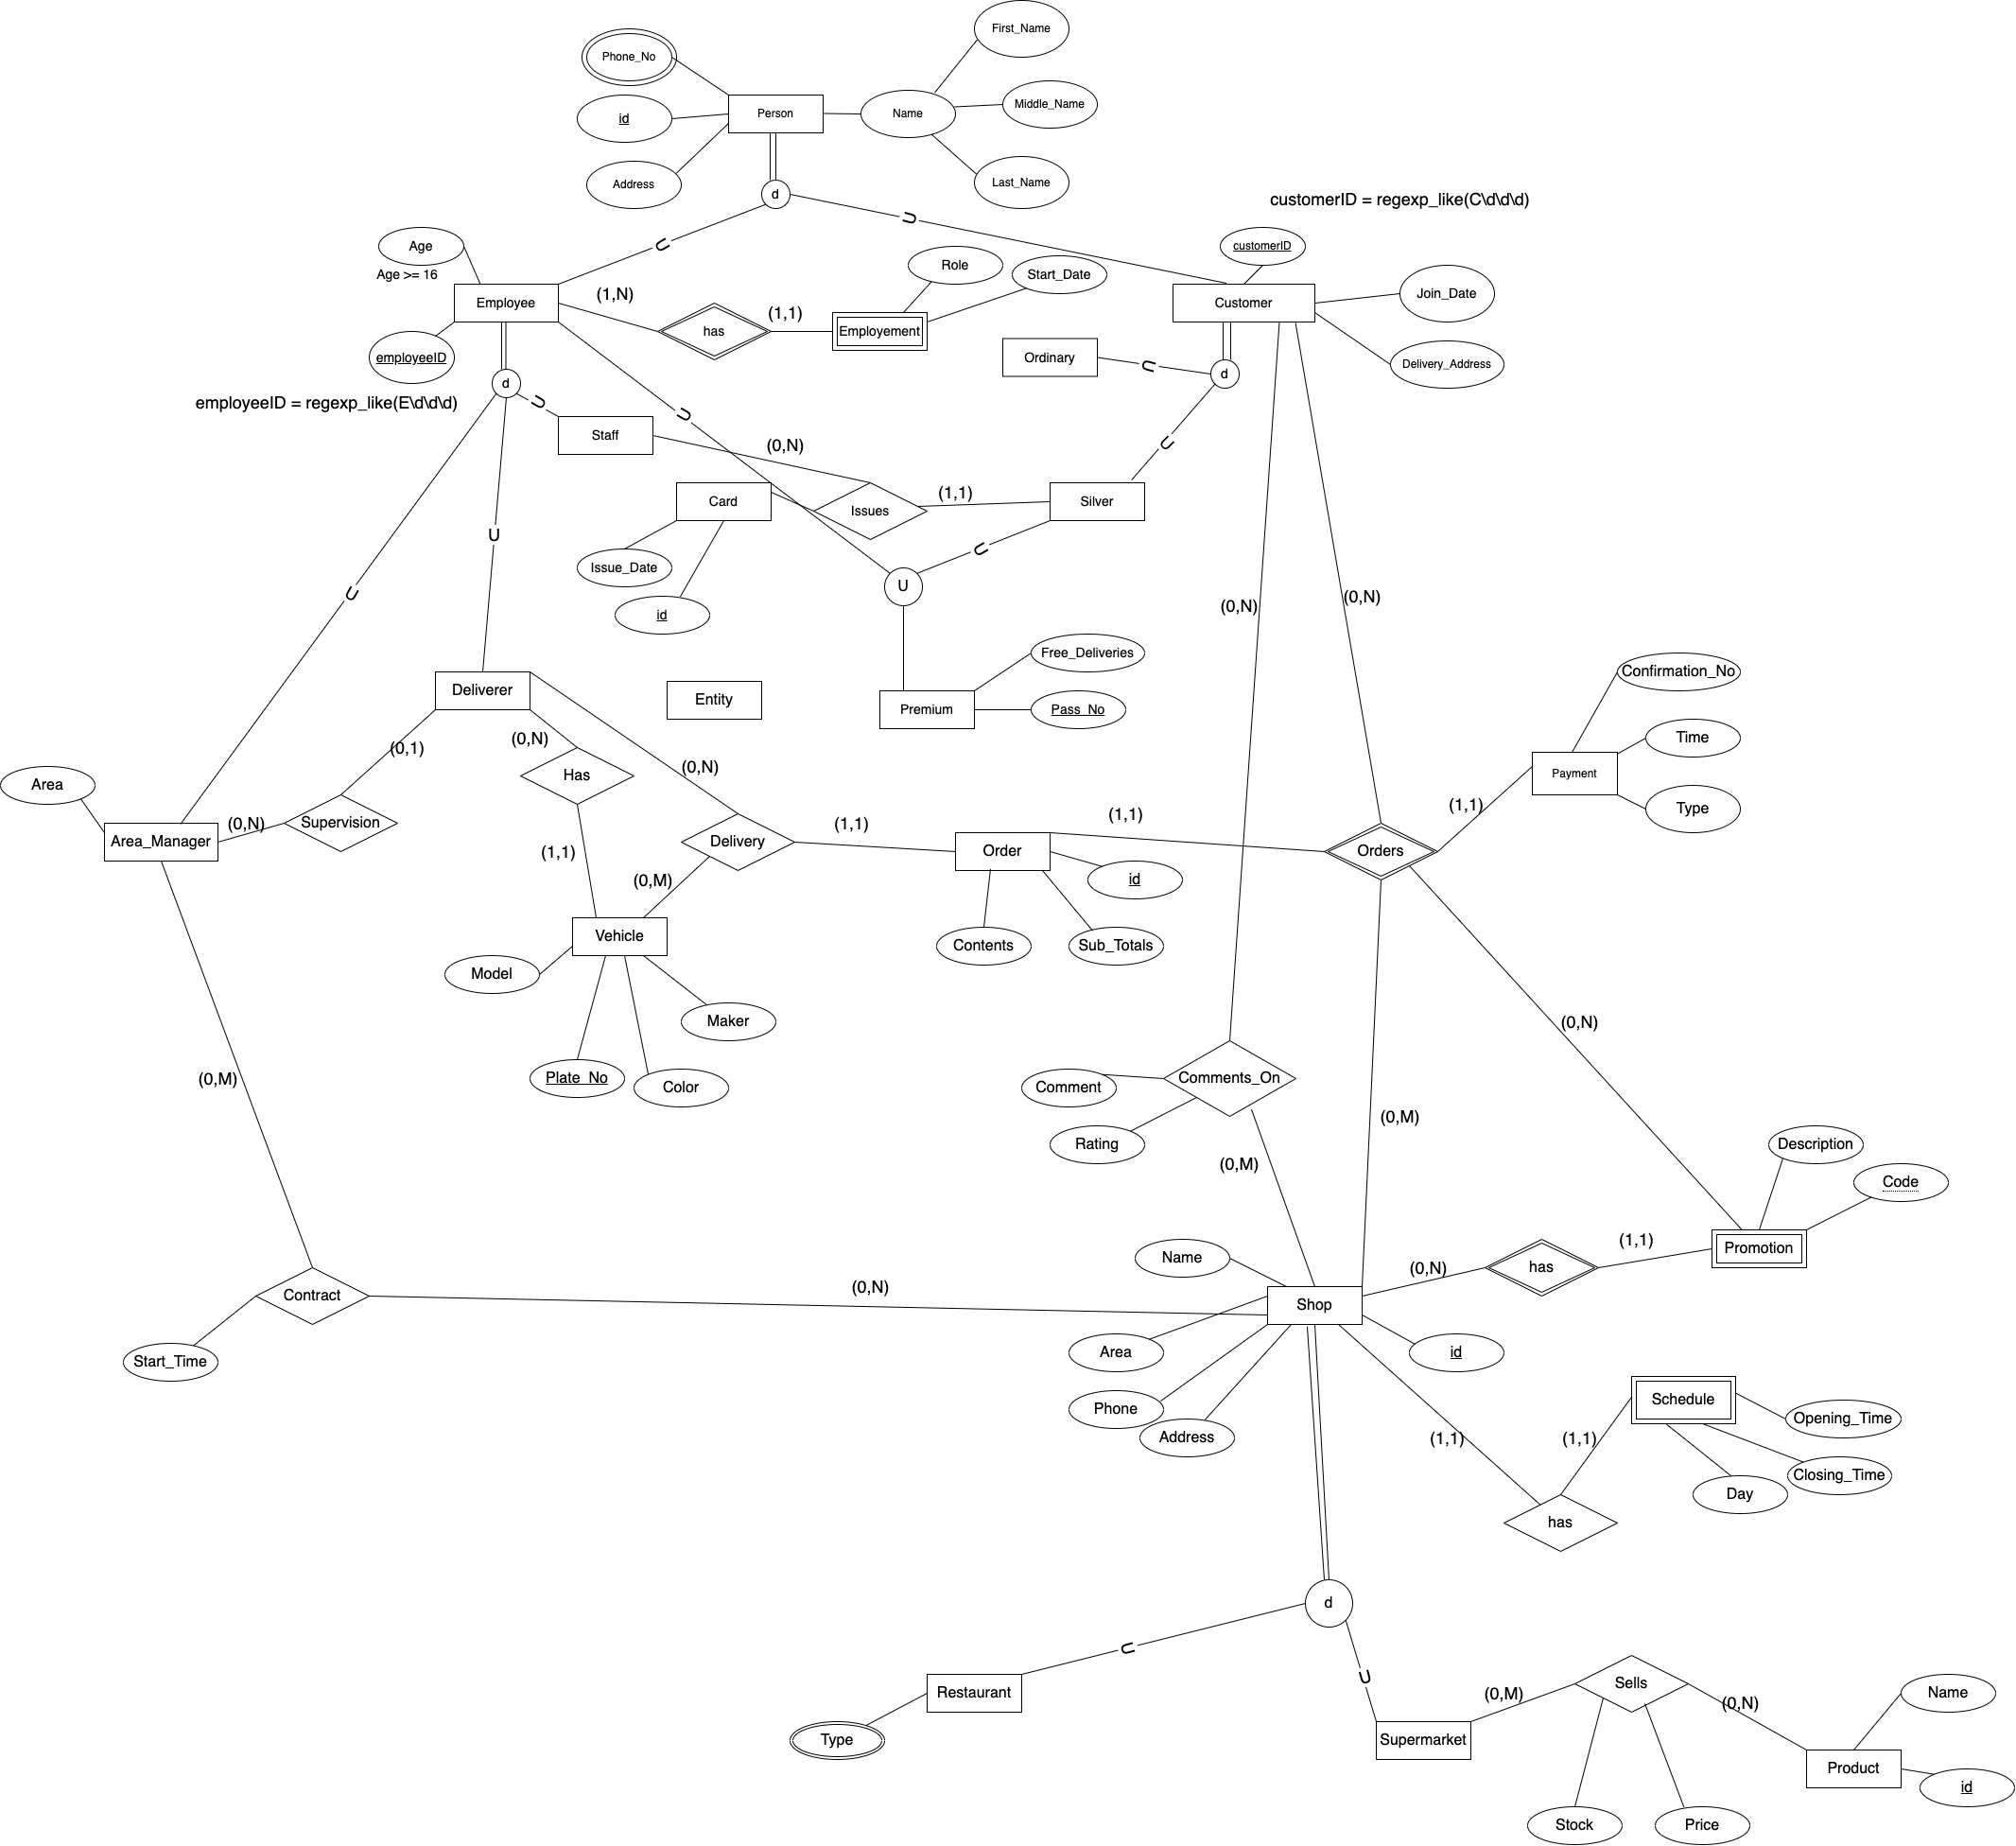 First_Name
Phone_No
Middle_Name
Person
Name
id
Address
Last_Name
d
customerID = regexp_like(C\d\d\d)
U
U
Age
customerID
Age >= 16
Role
Start_Date
Employee
(1,N)
Customer
Join_Date
has
(1,1)
Employement
employeeID
Ordinary
U
d
Delivery_Address
d
employeeID = regexp_like(E\d\d\d)
U
U
Staff
(0,N)
U
Card
Issues
(1,1)
Silver
U
U
Issue_Date
U
U
id
(0,N)
(0,N)
Free_Deliveries
Confirmation_No
Deliverer
Entity
Premium
Pass_No
(0,1)
(0,N)
Time
Has
(0,N)
Payment
Area
Type
(0,N)
Supervision
(1,1)
(1,1)
(1,1)
Area_Manager
Delivery
(1,1)
Order
Orders
(0,M)
id
Vehicle
Contents
Sub_Totals
Model
Maker
(0,N)
Plate_No
Color
(0,M)
Comment
Comments_On
Rating
(0,M)
(0,M)
Description
Code
Name
(1,1)
Promotion
(0,N)
has
Contract
(0,N)
Shop
Start_Time
Area
id
Phone
Address
Schedule
Opening_Time
(1,1)
(1,1)
Closing_Time
Day
has
d
U
U
Restaurant
Type
(0,M)
Sells
(0,N)
Name
Supermarket
Product
id
Stock
Price